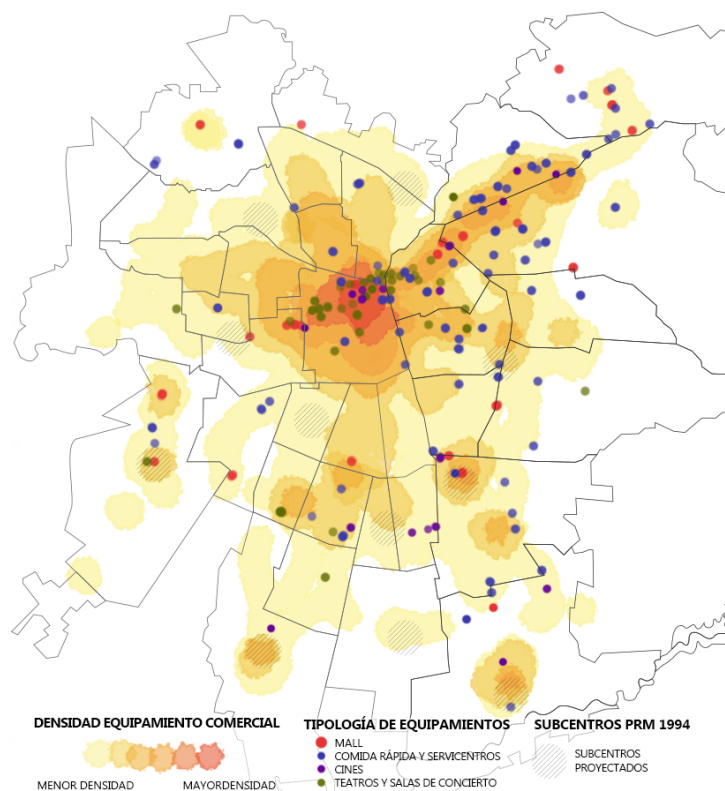 DENSIDAD EQUIPAMIENTO COMERCIAL
MENOR DENSIDAD
MAYORDENSIDAD
TIPOLOGÍA DE EQUIPAMIENTOS
MALL
COMIDA RÁPIDA Y SERVICENTROS
CINES
TEATROS Y SALAS DE CONCIERTO
SUBCENTROS PRM 1994
SUBCENTROS
PROYECTADOS